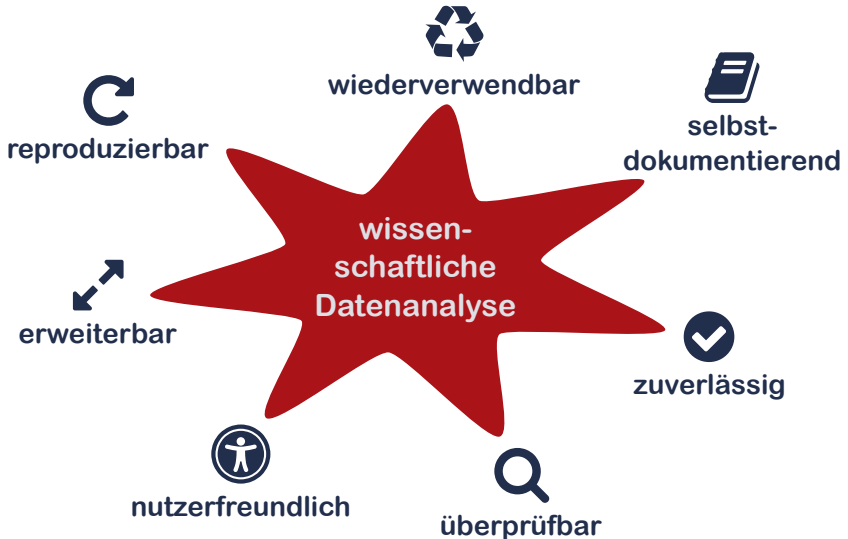 wiederverwendbar
selbst-
dokumentierend
reproduzierbar
wissen-
schaftliche
Datenanalyse
erweiterbar
zuverlässig
nutzerfreundlich
überprüfbar